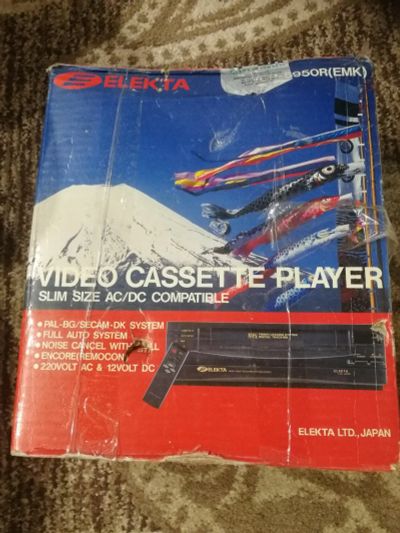 ELEKTA
950R(EMK)
VIDEO CASSETTE PLAYER
SLIM SIZE AC/DC COMPATIBLE
• PAL-BG/SECAM-DK SYSTEM
• FULL AUTO SYSTEM
• NOISE CANCEL WITH
• ENCORE(REMOCON)
• 220VOLT AC & 12VOLT DC
ELEKTA
ELEKTA LTD., JAPAN